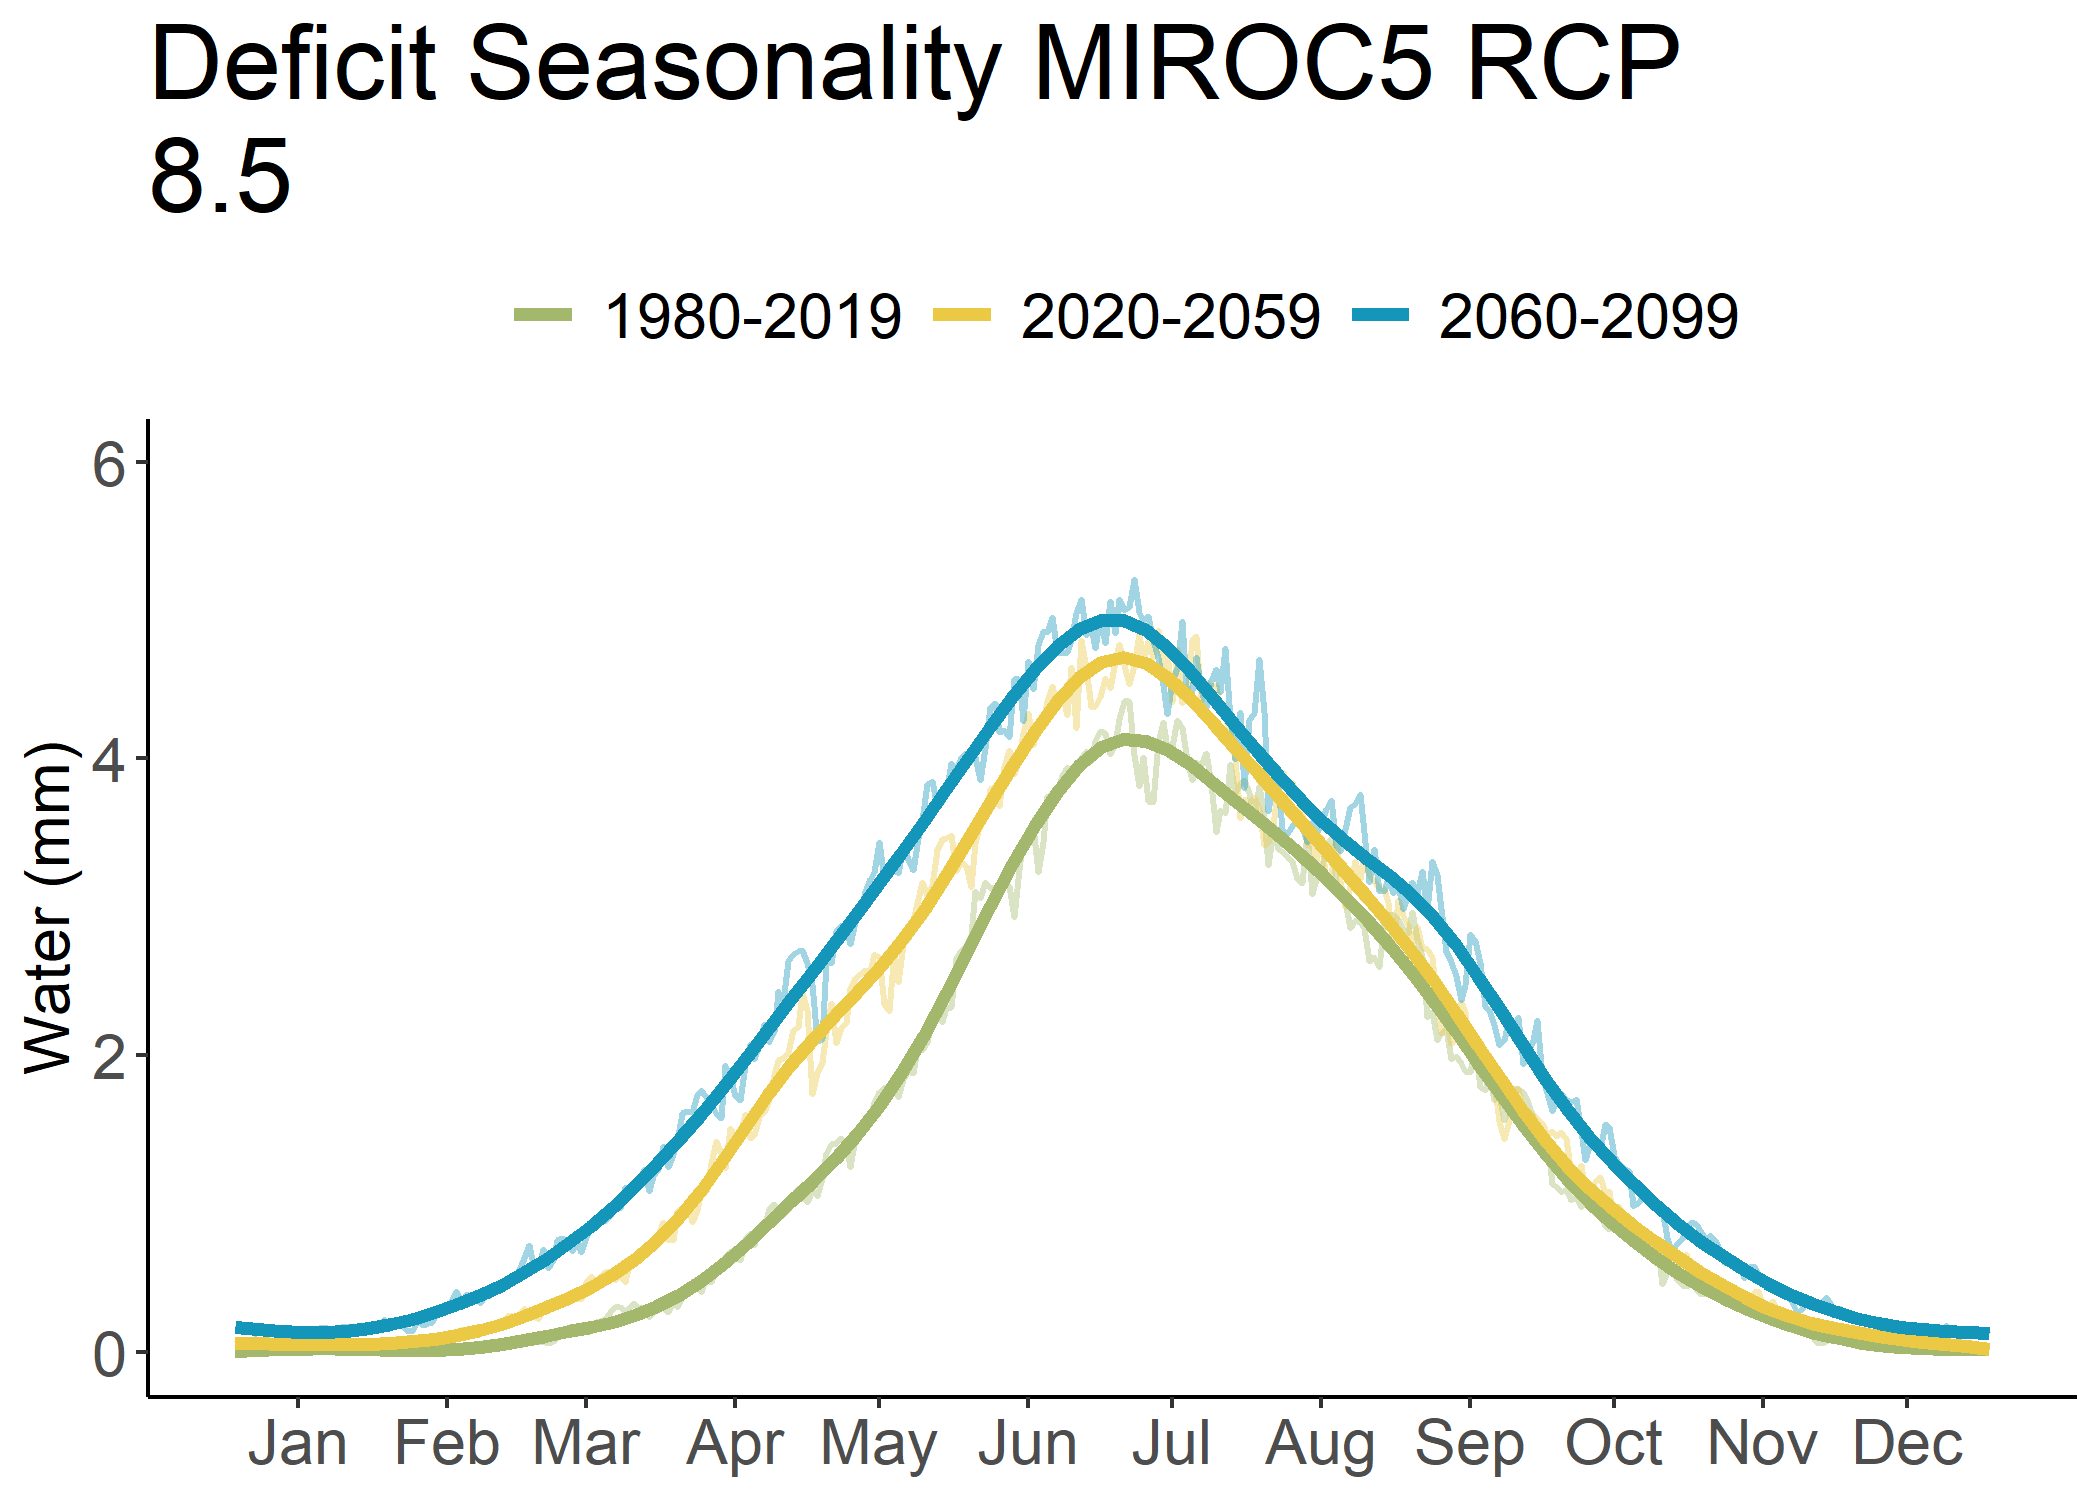 Deficit Seasonality MIROC5 RCP
8.5
1980-2019 2020-2059 2060-2099
Water (mm)
6
4
2
0
Jan Feb Mar Apr May Jun Jul Aug Sep Oct Nov Dec